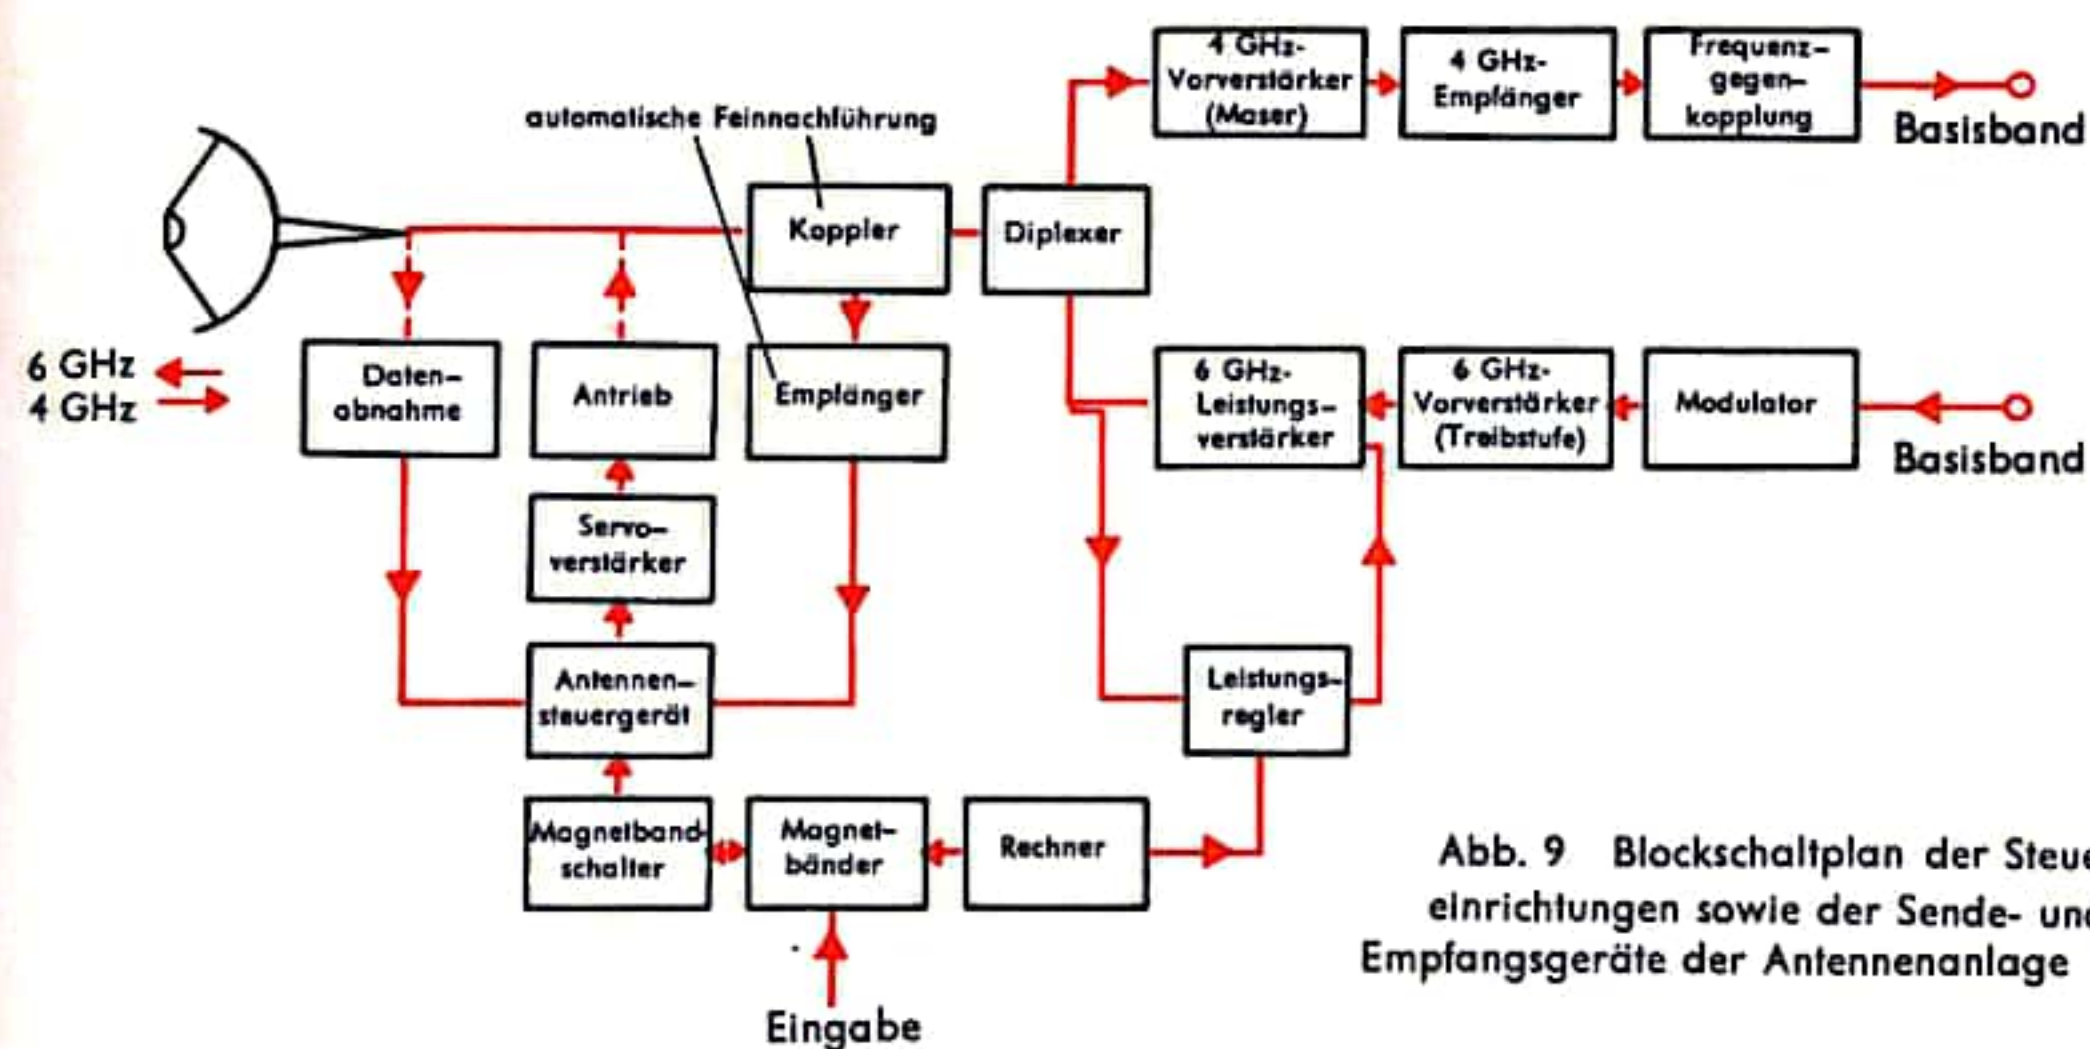 4 GHz-
Vorverstärker
(Maser)
4 GHz-
Empfänger
Frequenz-
gegen-
kopplung
Basisband
automatische Feinnachführung
Koppler
Diplexer
6 GHz
4 GHz
Daten-
abnahme
Antrieb
Empfänger
6 GHz-
Leistungs-
verstärker
6 GHz-
Vorverstärker
(Treibstufe)
Modulator
Basisband
Servo-
verstärker
Antennen-
steuergerät
Leistungs-
regler
Magnetband-
schalter
Magnet-
bänder
Rechner
Eingabe
Abb. 9 Blockschaltplan der Steue
einrichtungen sowie der Sende- und
Empfangsgeräte der Antennenanlage